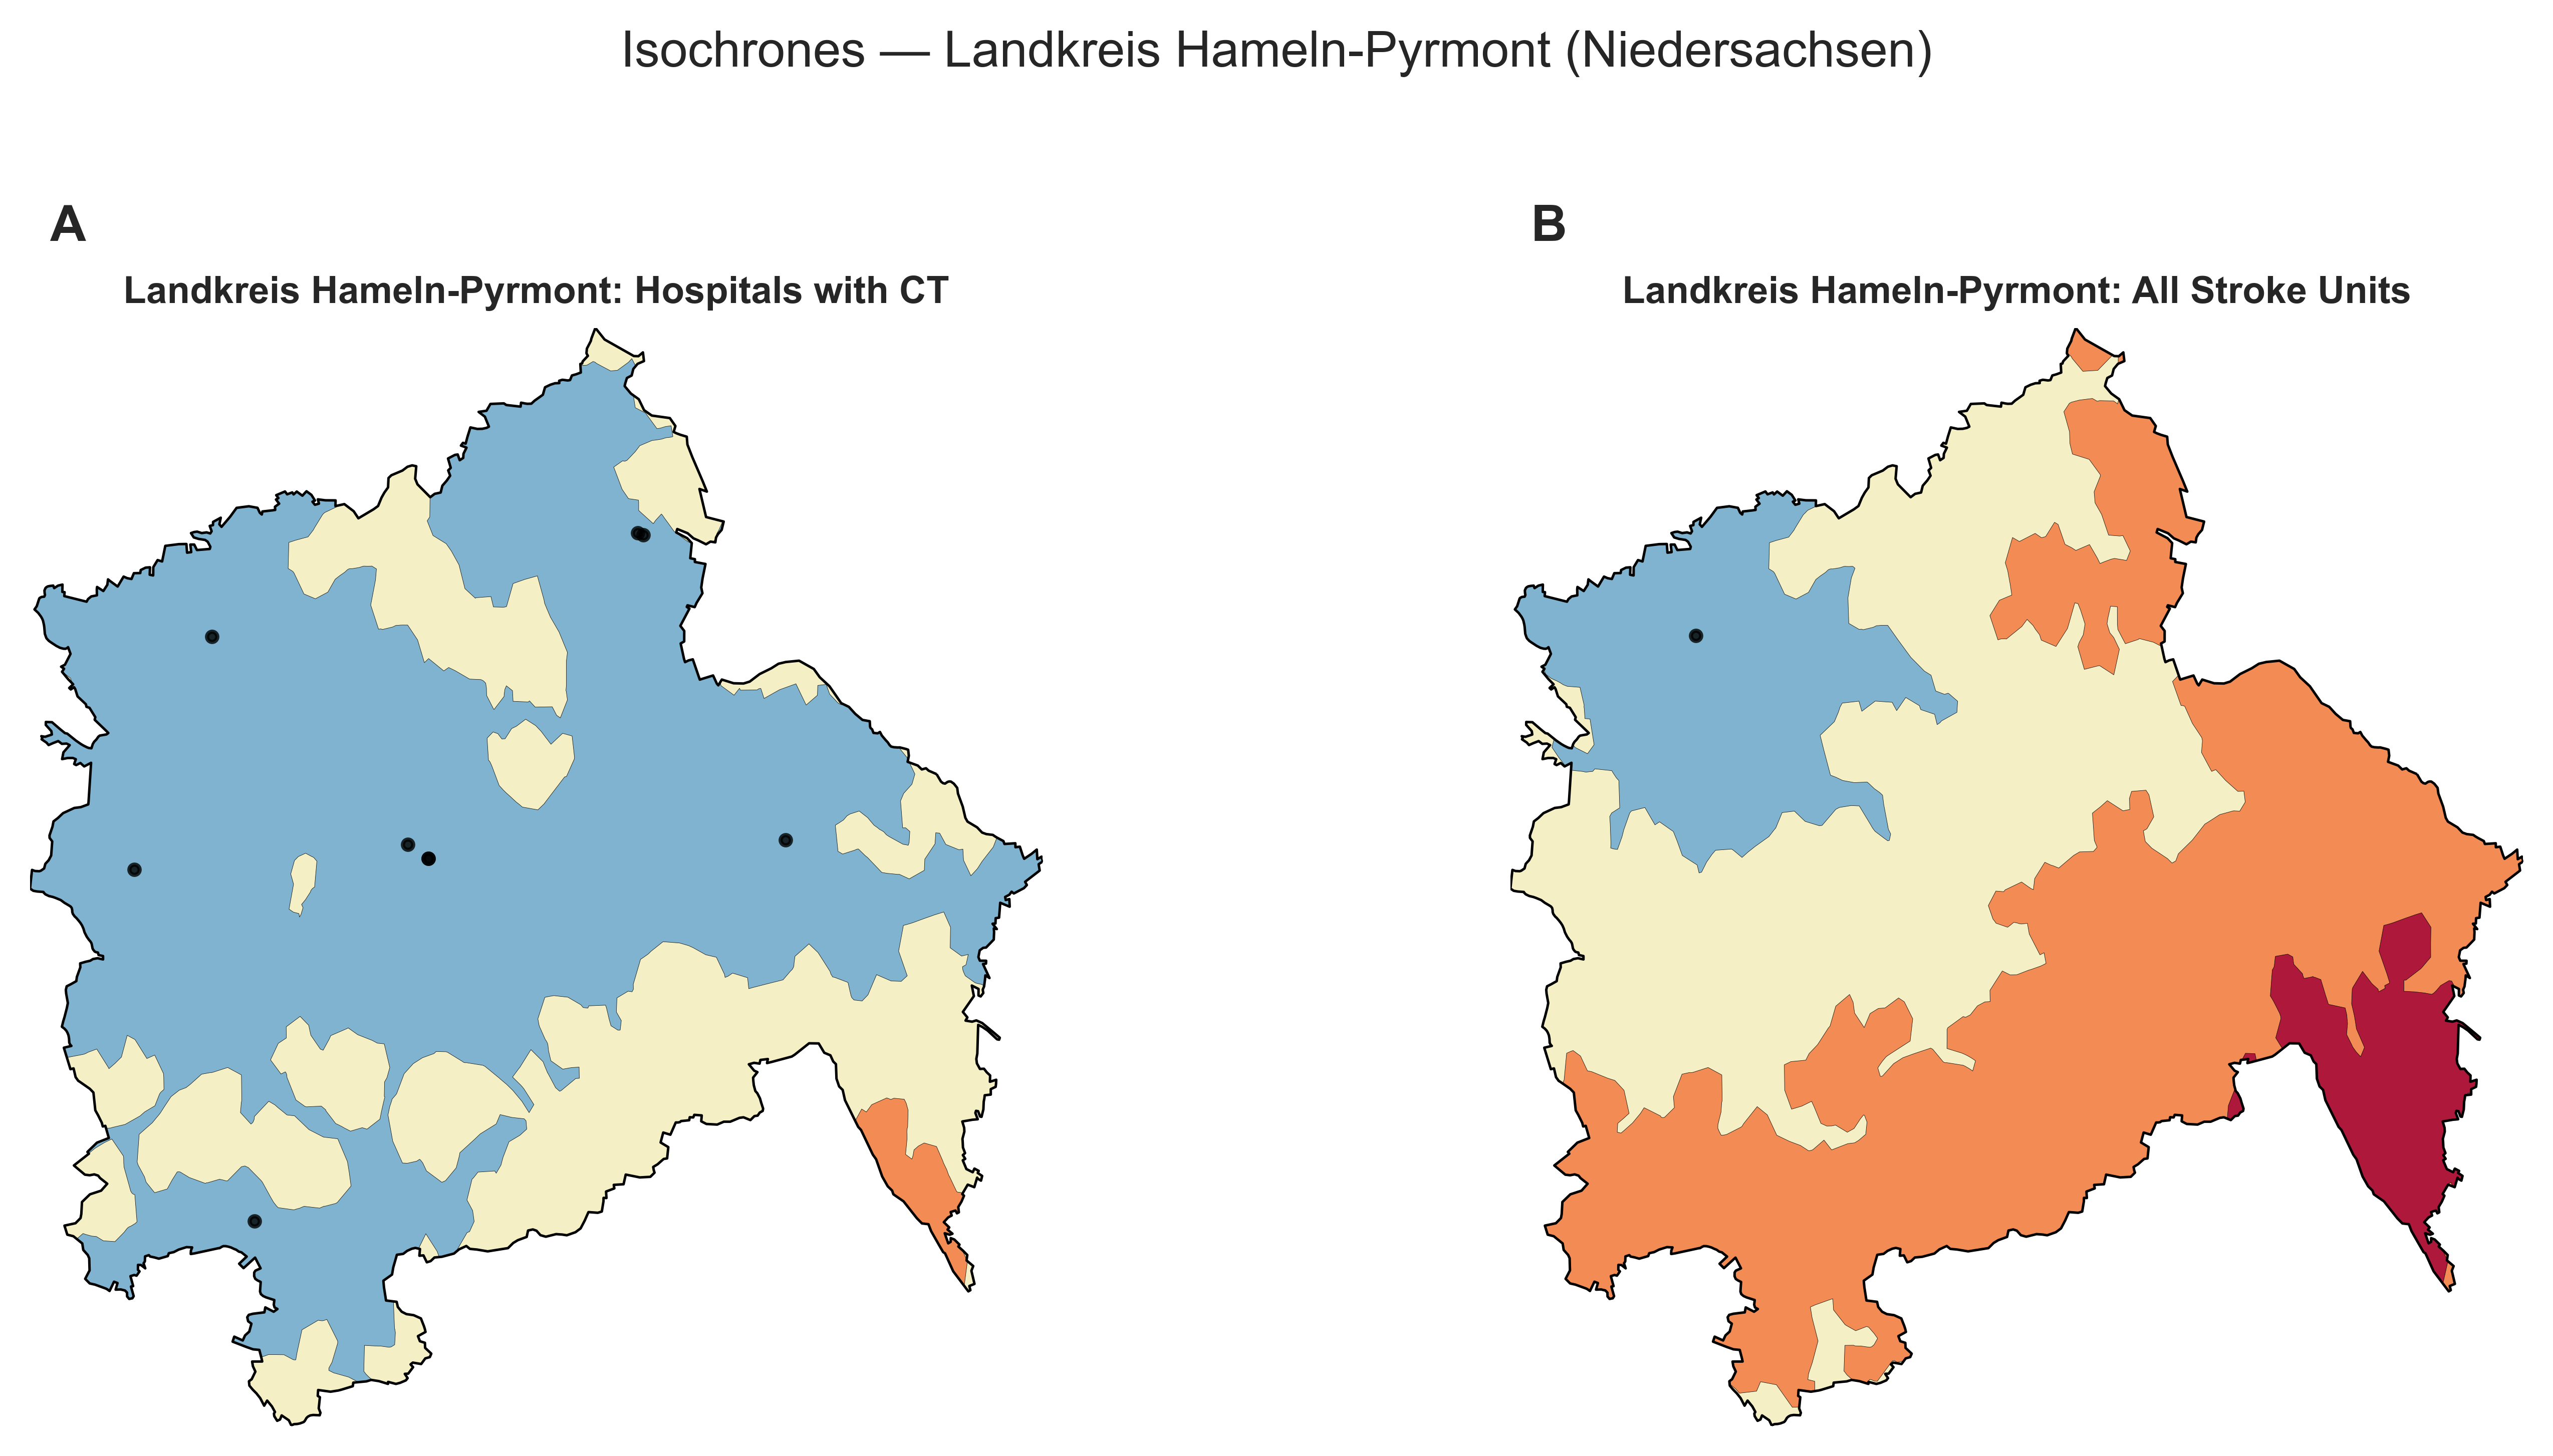 Isochrones — Landkreis Hameln-Pyrmont (Niedersachsen)
A
Landkreis Hameln-Pyrmont: Hospitals with CT
B
Landkreis Hameln-Pyrmont: All Stroke Units